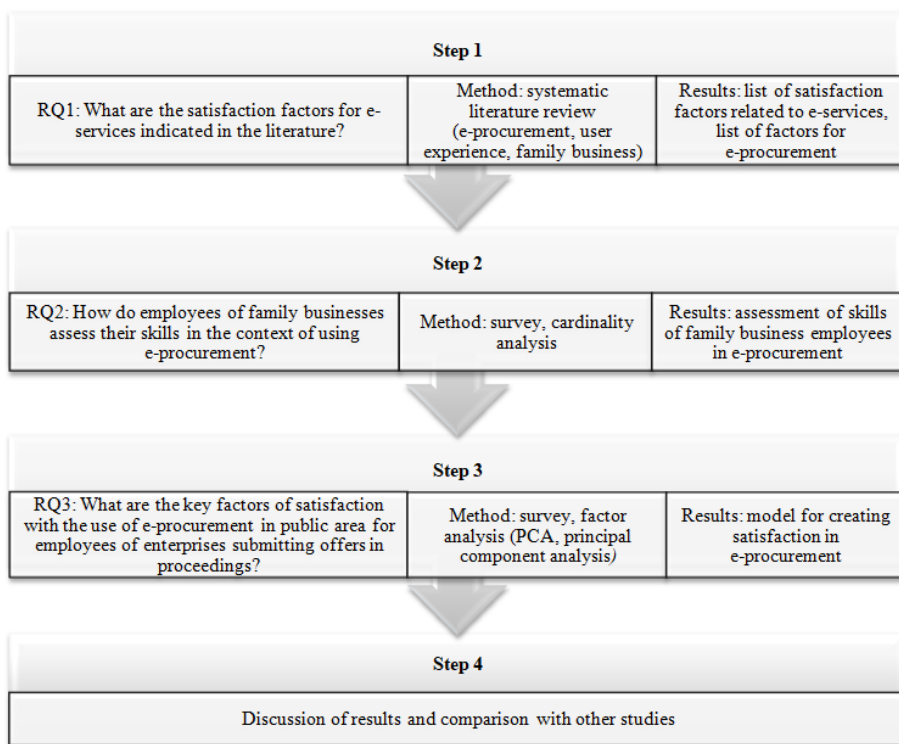 Step 1
RQ1: What are the satisfaction factors for e-
services indicated in the literature?
Method: systematic
literature review
(e-procurement, user
experience, family business)
Results: list of satisfaction
factors related to e-services,
list of factors for
e-procurement
Step 2
RQ2: How do employees of family businesses
assess their skills in the context of using
e-procurement?
Method: survey, cardinality
analysis
Results: assessment of skills
of family business employees
in e-procurement
Step 3
RQ3: What are the key factors of satisfaction
with the use of e-procurement in public area for
employees of enterprises submitting offers in
proceedings?
Method: survey, factor
analysis (PCA, principal
component analysis)
Results: model for creating
satisfaction in
e-procurement
Step 4
Discussion of results and comparison with other studies